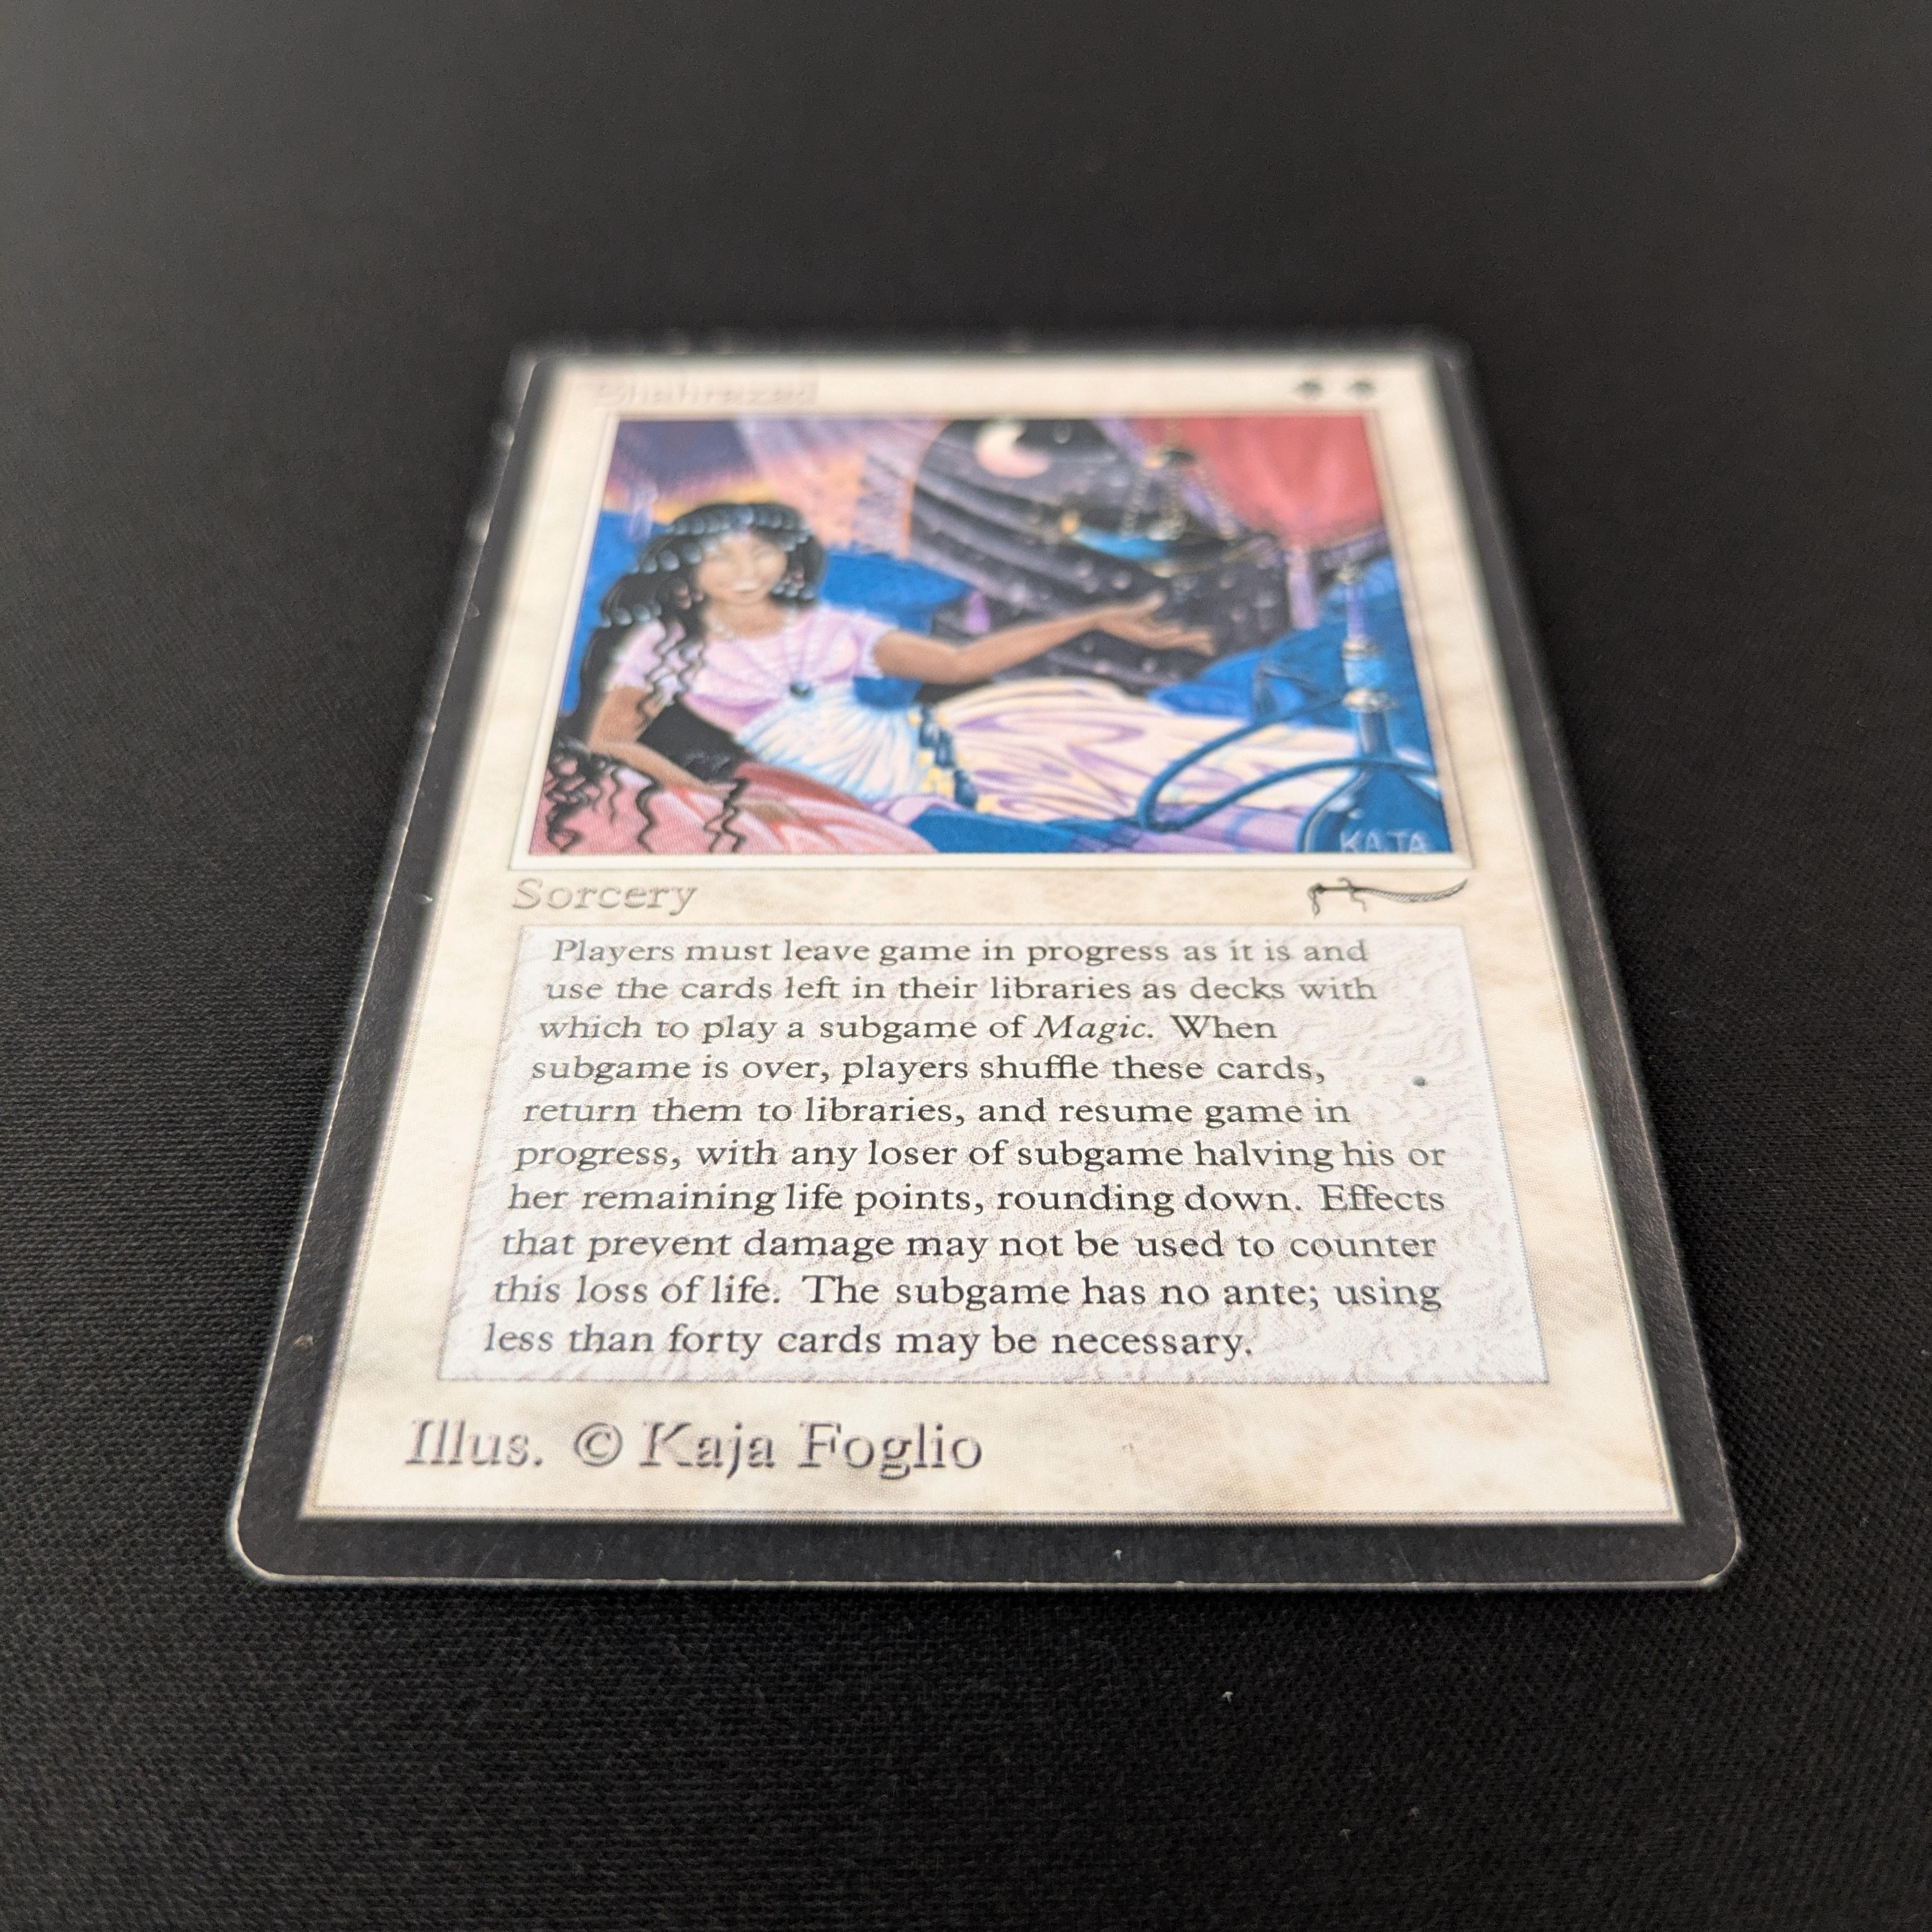 Shahrazad
KAJA
Sorcery
Players must leave game in progress as it is and
use the cards left in their libraries as decks with
which to play a subgame of Magic. When
subgame is over, players shuffle these cards,
return them to libraries, and resume game in
progress, with any loser of subgame halving his or
her remaining life points, rounding down. Effects
that prevent damage may not be used to counter
this loss of life. The subgame has no ante; using
less than forty cards may be necessary.
Illus. © Kaja Foglio